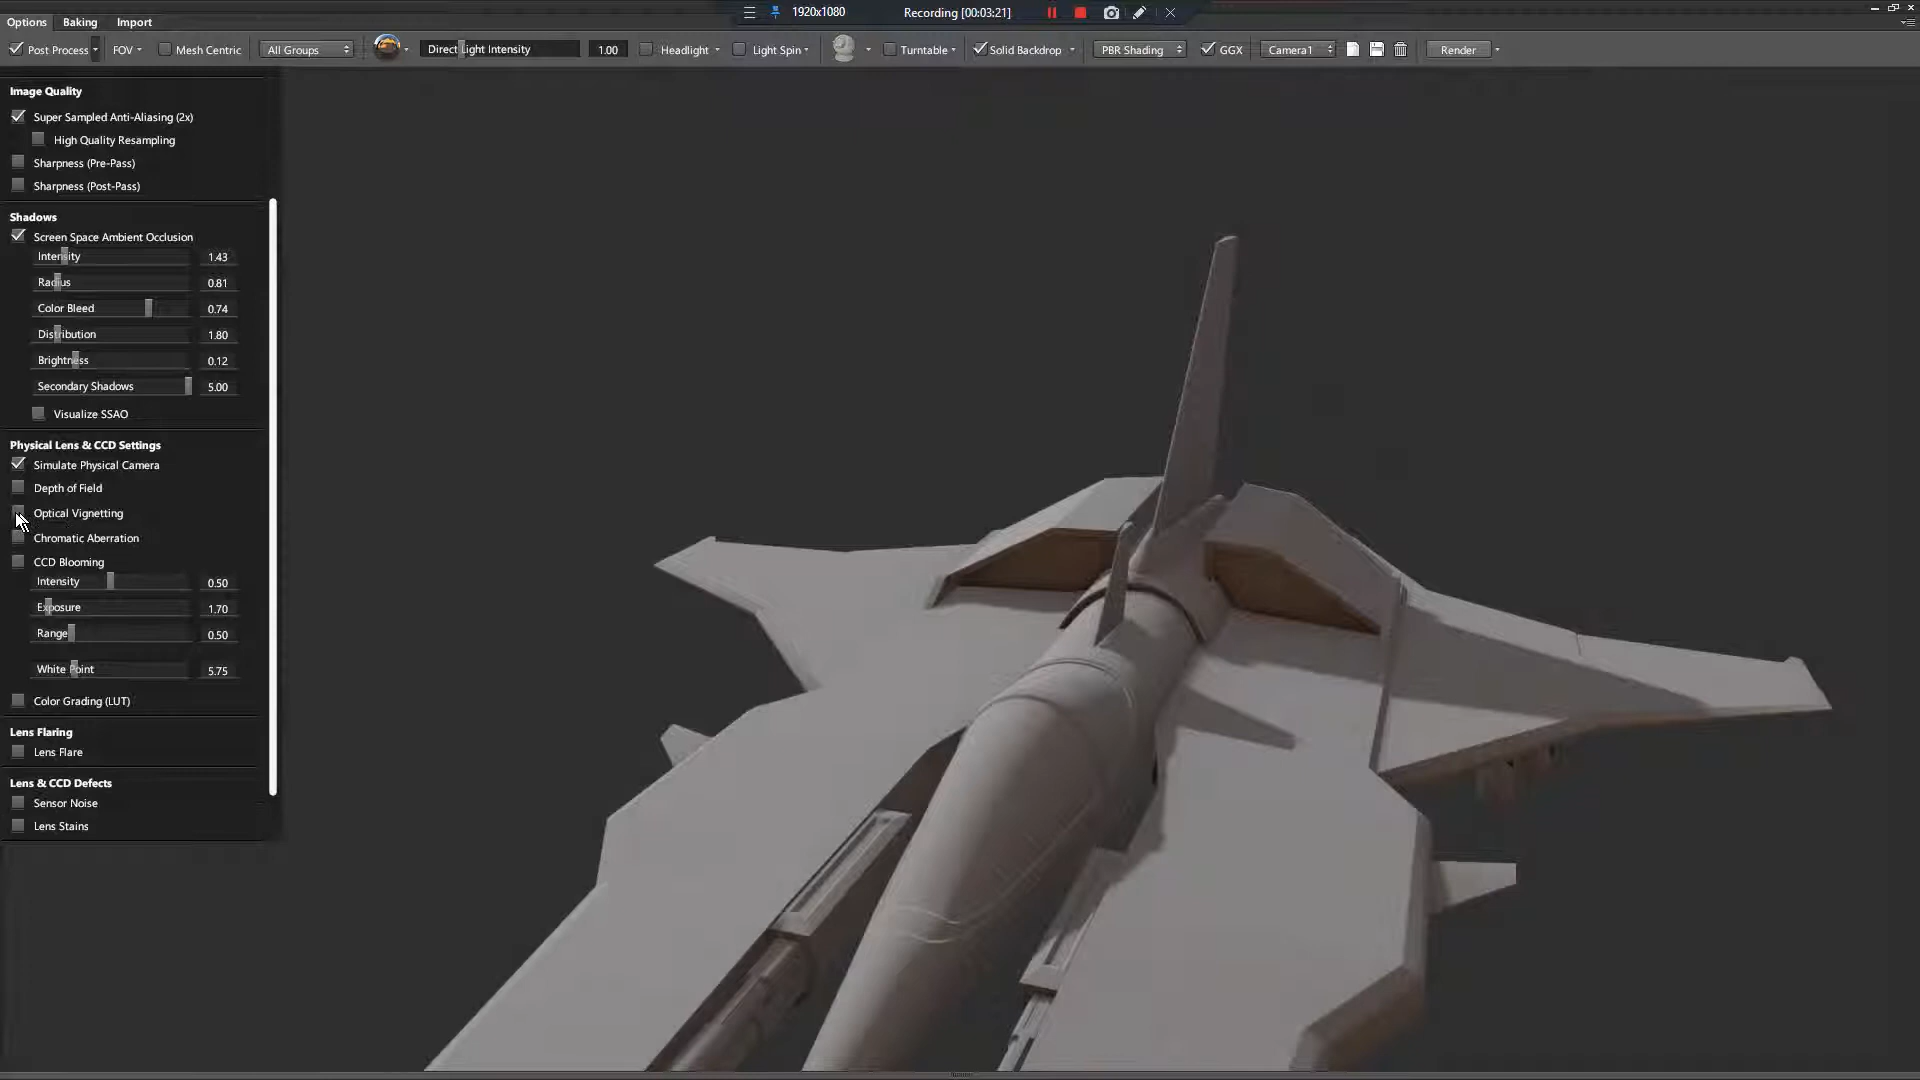 1920x1080
Recording [00:03:21]
Options
Baking
Import
Post Process
FOV
Mesh Centric
All Groups
Direct Light Intensity
1.00
Headlight
Light Spin
Turntable
Solid Backdrop
PBR Shading
GGX
Camera1
Render
Image Quality
Super Sampled Anti-Aliasing (2x)
High Quality Resampling
Sharpness (Pre-Pass)
Sharpness (Post-Pass)
Shadows
Screen Space Ambient Occlusion
Intensity 1.43
Radius 0.81
Color Bleed 0.74
Distribution 1.80
Brightness 0.12
Secondary Shadows 5.00
Visualize SSAO
Physical Lens & CCD Settings
Simulate Physical Camera
Depth of Field
Optical Vignetting
Chromatic Aberration
CCD Blooming
Intensity 0.50
Exposure 1.70
Range 0.50
White Point 5.75
Color Grading (LUT)
Lens Flaring
Lens Flare
Lens & CCD Defects
Sensor Noise
Lens Stains